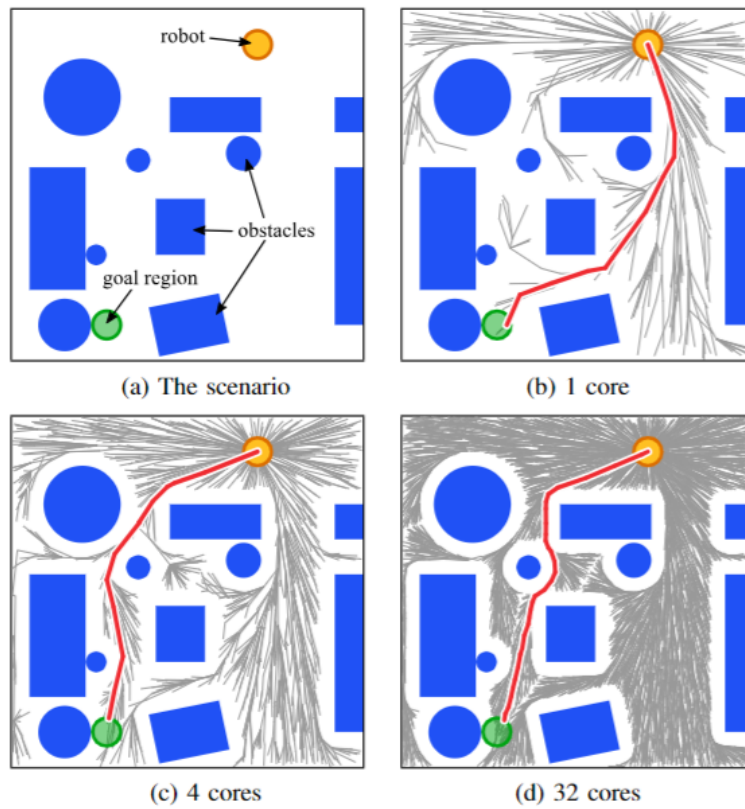 robot
obstacles
goal region
(a) The scenario
(b) 1 core
(c) 4 cores
(d) 32 cores